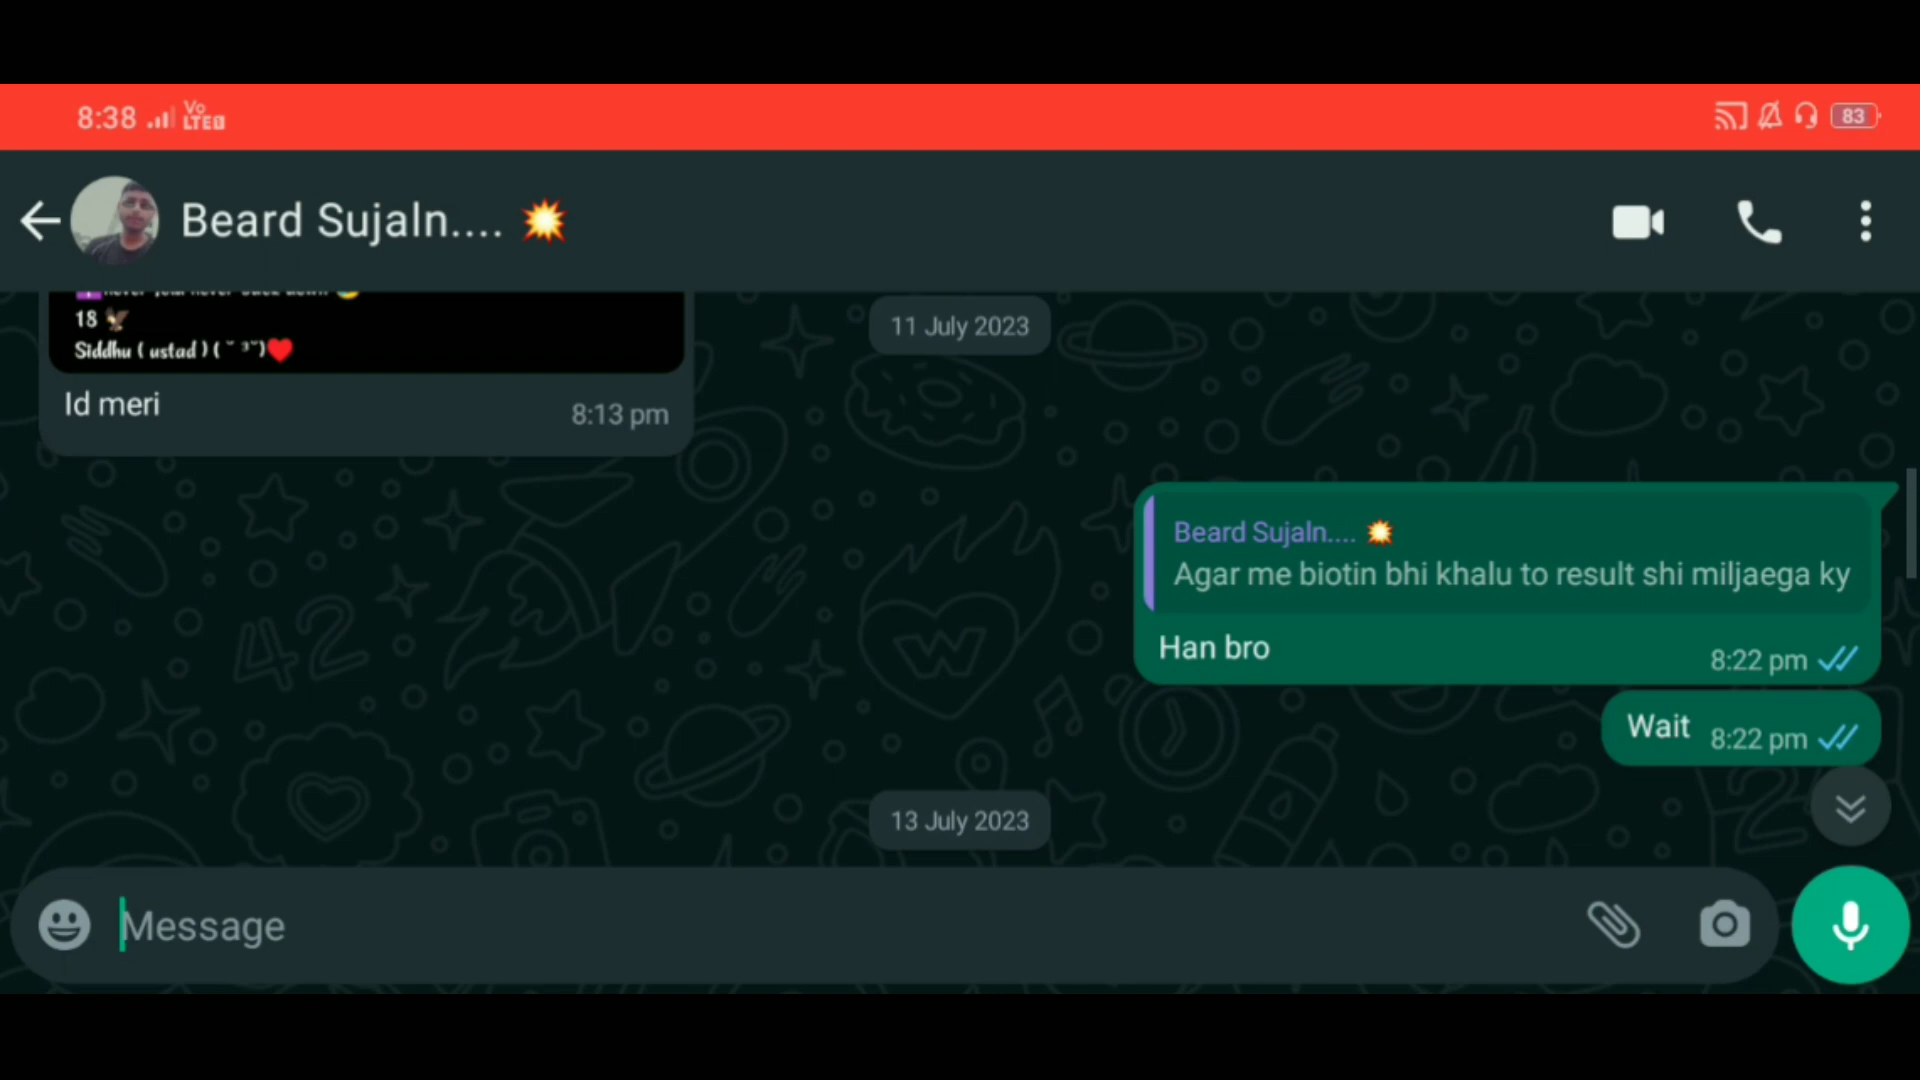 8:38 Vo LTE
83
Beard Sujaln.... 💥
18 🦅
Siddhu ( ustad ) ( ˘ ³˘)♥️
Id meri
8:13 pm
11 July 2023
Beard Sujaln.... 💥
Agar me biotin bhi khalu to result shi miljaega ky
Han bro
8:22 pm
Wait 8:22 pm
13 July 2023
Message